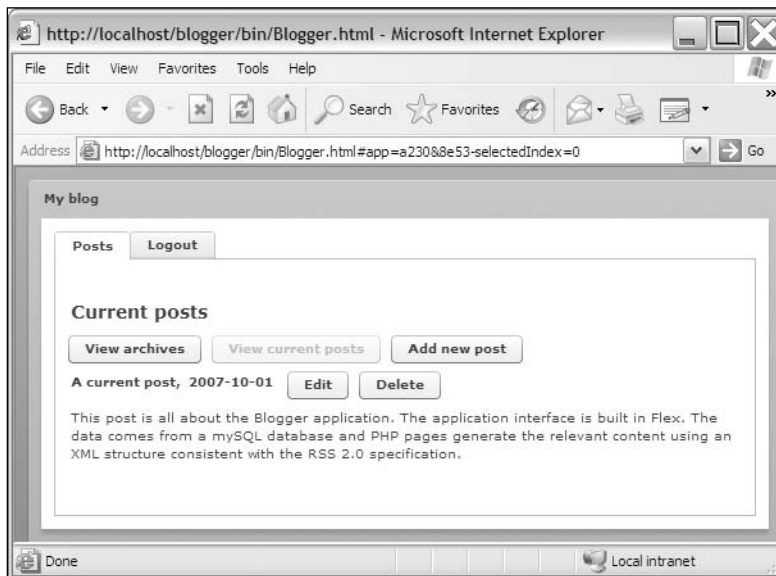 http://localhost/blogger/bin/Blogger.html - Microsoft Internet Explorer
File Edit View Favorites Tools Help
Back Search Favorites »
Address http://localhost/blogger/bin/Blogger.html#app=a230&8e53-selectedIndex=0 Go
My blog
Posts Logout
Current posts
View archives View current posts Add new post
A current post, 2007-10-01 Edit Delete
This post is all about the Blogger application. The application interface is built in Flex. The
data comes from a mySQL database and PHP pages generate the relevant content using an
XML structure consistent with the RSS 2.0 specification.
Done Local intranet